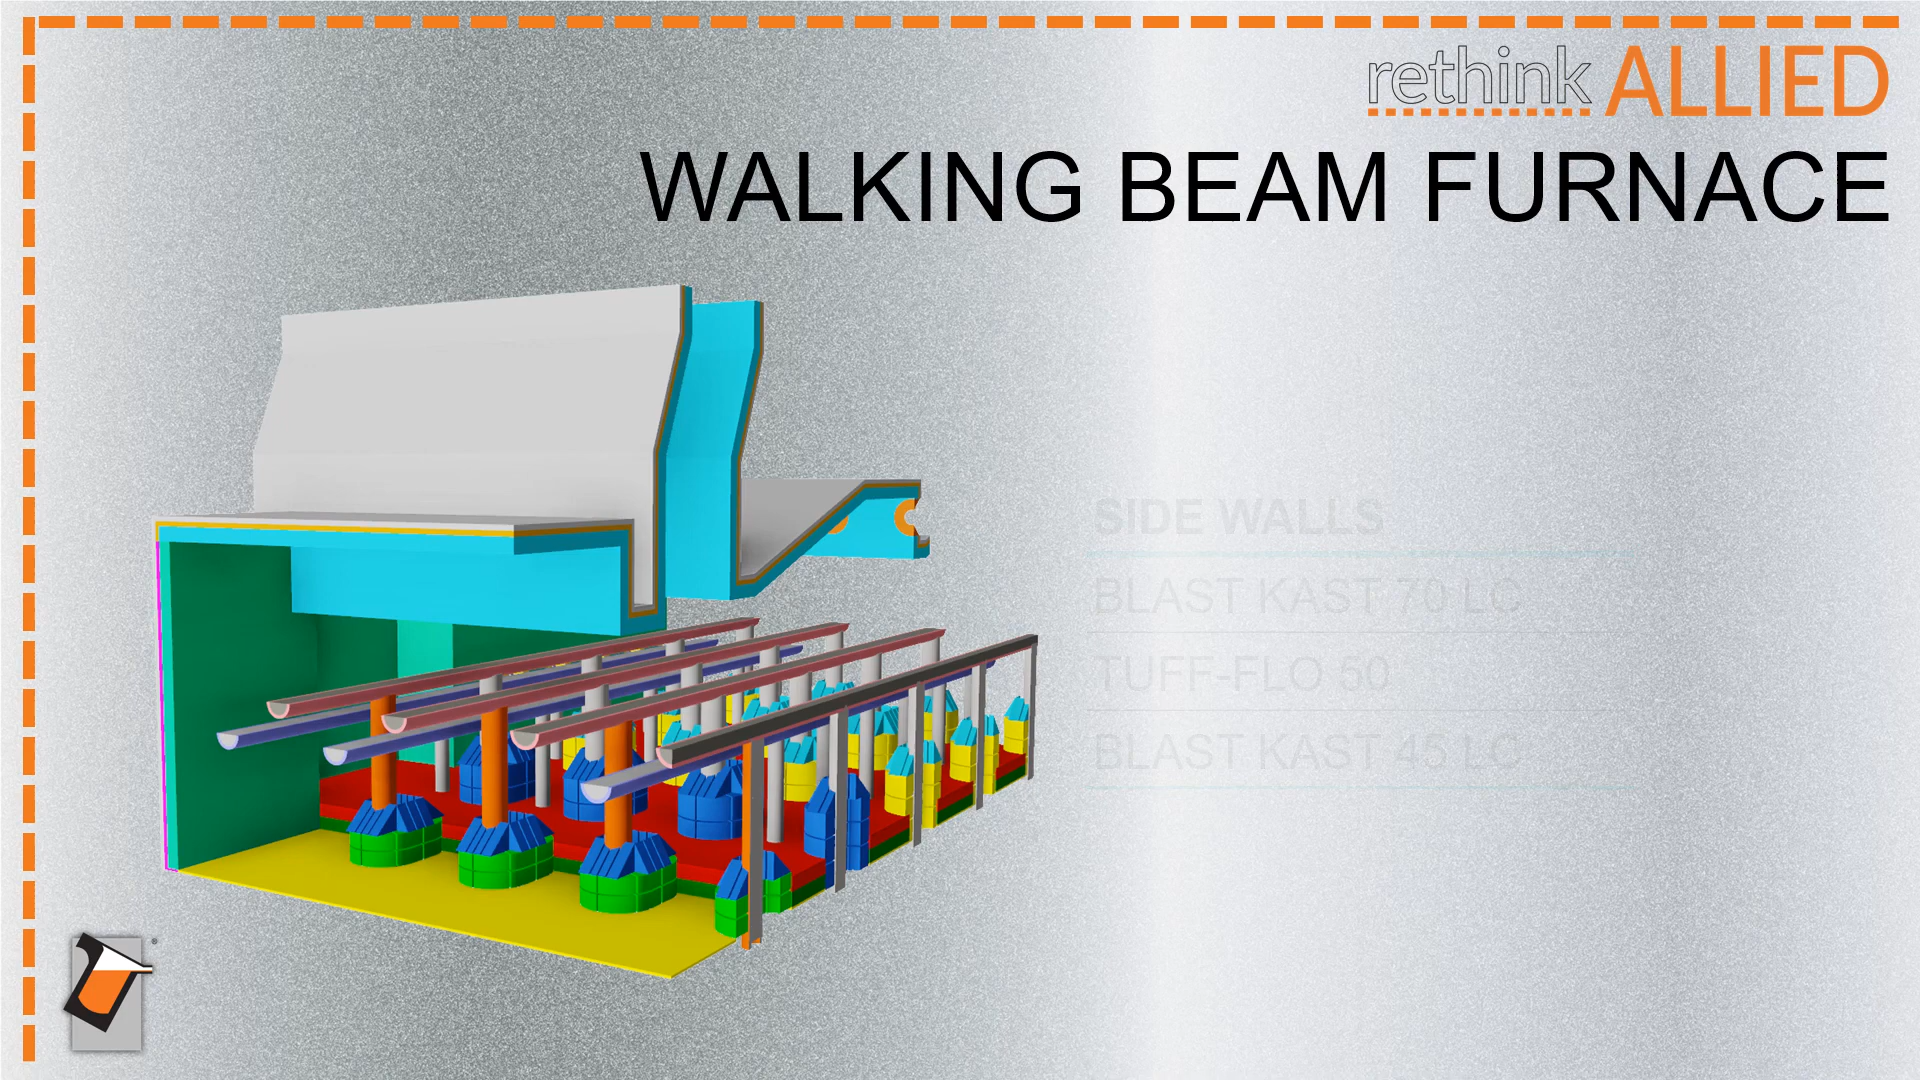 rethink ALLIED
WALKING BEAM FURNACE
SIDE WALLS
BLAST KAST 70 LC
TUFF-FLO 50
BLAST KAST 45 LC
®